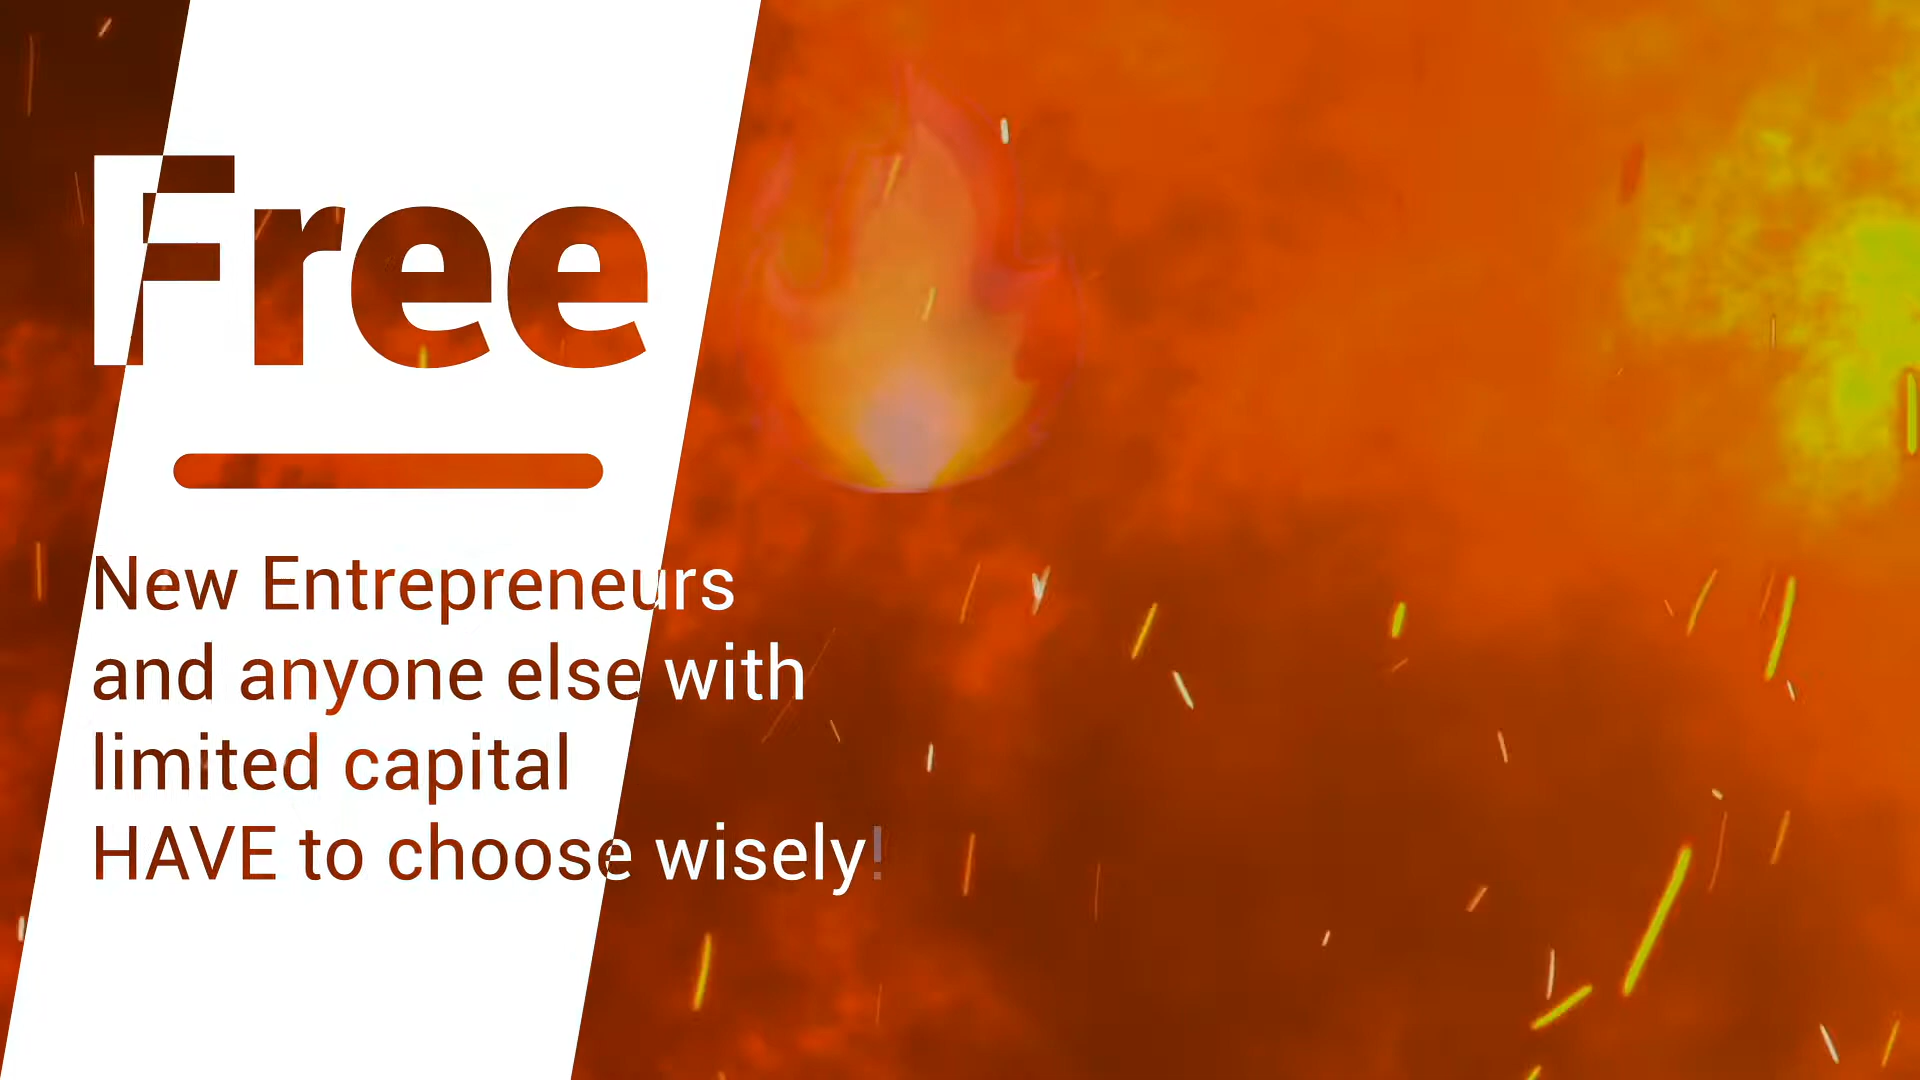 Free
New Entrepreneurs
and anyone else with
limited capital
HAVE to choose wisely!